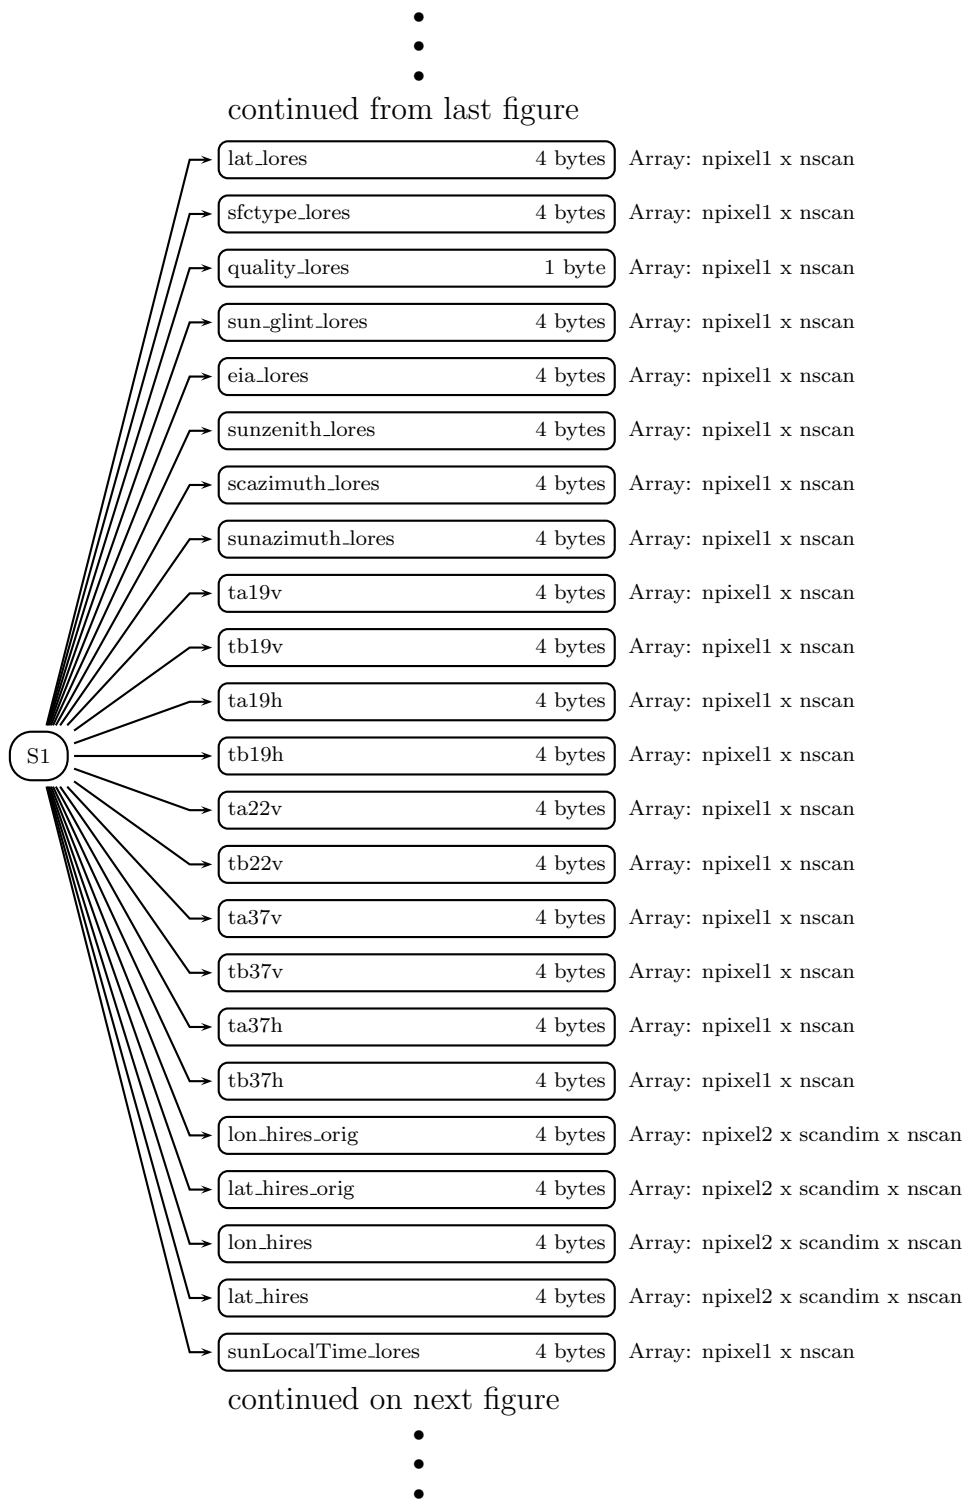 continued from last figure
lat_lores 4 bytes Array: npixel1 x nscan
sfctype_lores 4 bytes Array: npixel1 x nscan
quality_lores 1 byte Array: npixel1 x nscan
sun_glint_lores 4 bytes Array: npixel1 x nscan
eia_lores 4 bytes Array: npixel1 x nscan
sunzenith_lores 4 bytes Array: npixel1 x nscan
scazimuth_lores 4 bytes Array: npixel1 x nscan
sunazimuth_lores 4 bytes Array: npixel1 x nscan
ta19v 4 bytes Array: npixel1 x nscan
tb19v 4 bytes Array: npixel1 x nscan
ta19h 4 bytes Array: npixel1 x nscan
S1 tb19h 4 bytes Array: npixel1 x nscan
ta22v 4 bytes Array: npixel1 x nscan
tb22v 4 bytes Array: npixel1 x nscan
ta37v 4 bytes Array: npixel1 x nscan
tb37v 4 bytes Array: npixel1 x nscan
ta37h 4 bytes Array: npixel1 x nscan
tb37h 4 bytes Array: npixel1 x nscan
lon_hires_orig 4 bytes Array: npixel2 x scandim x nscan
lat_hires_orig 4 bytes Array: npixel2 x scandim x nscan
lon_hires 4 bytes Array: npixel2 x scandim x nscan
lat_hires 4 bytes Array: npixel2 x scandim x nscan
sunLocalTime_lores 4 bytes Array: npixel1 x nscan
continued on next figure